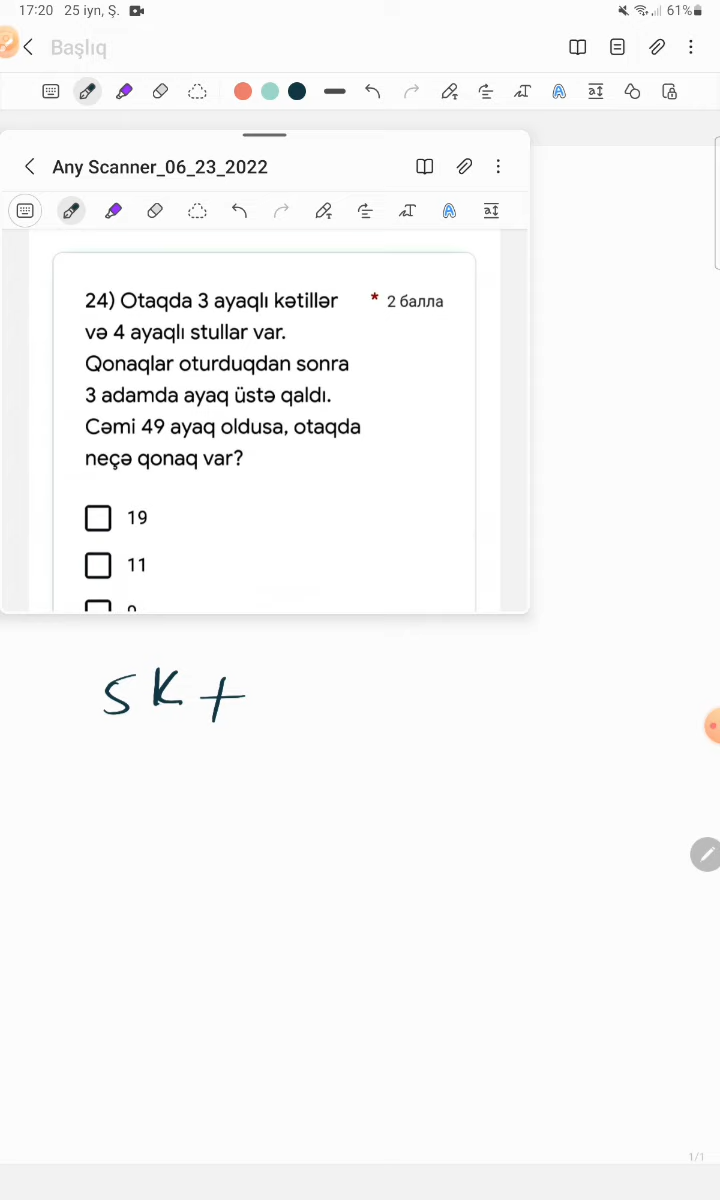 17:20 25 iyn, Ş. 61%
Başlıq
Any Scanner_06_23_2022
24) Otaqda 3 ayaqlı kətillər
və 4 ayaqlı stullar var.
Qonaqlar oturduqdan sonra
3 adamda ayaq üstə qaldı.
Cəmi 49 ayaq oldusa, otaqda
neçə qonaq var?
* 2 балла
19
11
5K+
1/1